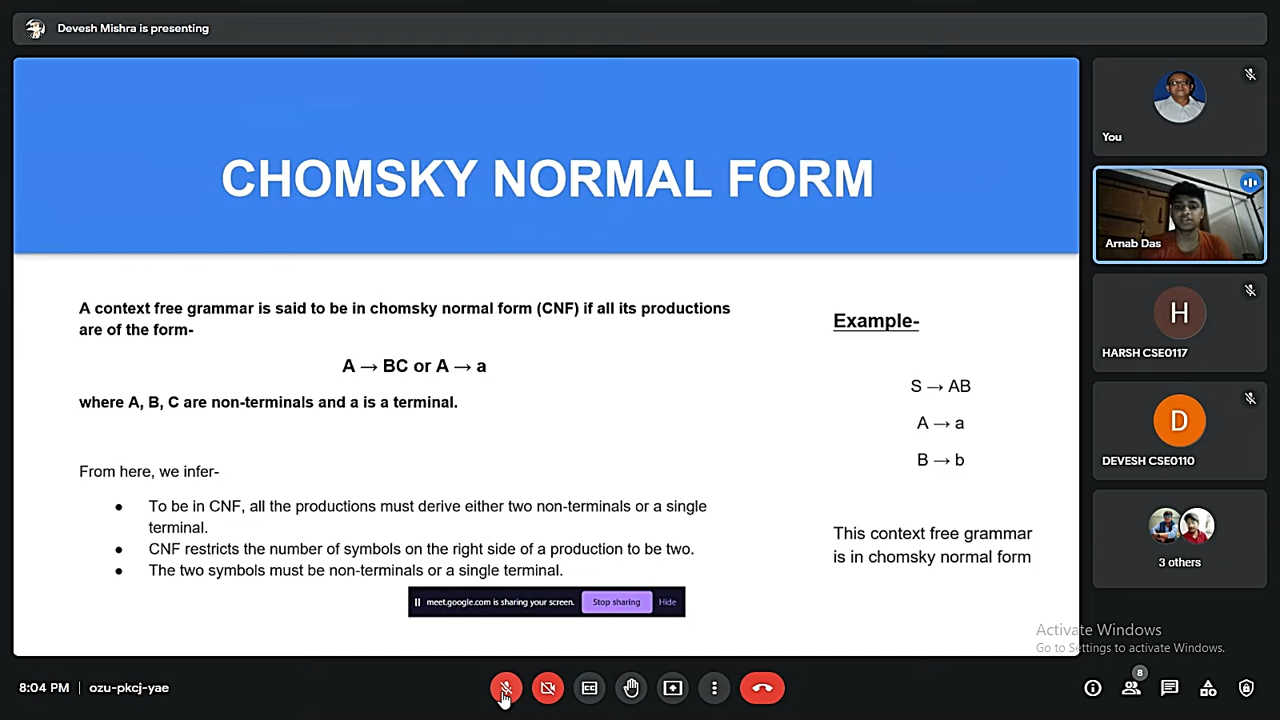 Devesh Mishra is presenting
CHOMSKY NORMAL FORM
A context free grammar is said to be in chomsky normal form (CNF) if all its productions
are of the form-
A → BC or A → a
where A, B, C are non-terminals and a is a terminal.
From here, we infer-
● To be in CNF, all the productions must derive either two non-terminals or a single
terminal.
● CNF restricts the number of symbols on the right side of a production to be two.
● The two symbols must be non-terminals or a single terminal.
Example-
S → AB
A → a
B → b
This context free grammar
is in chomsky normal form
meet.google.com is sharing your screen. Stop sharing Hide
You
Arnab Das
H
HARSH CSE0117
D
DEVESH CSE0110
3 others
Activate Windows
Go to Settings to activate Windows.
8:04 PM | ozu-pkcj-yae
CC
8